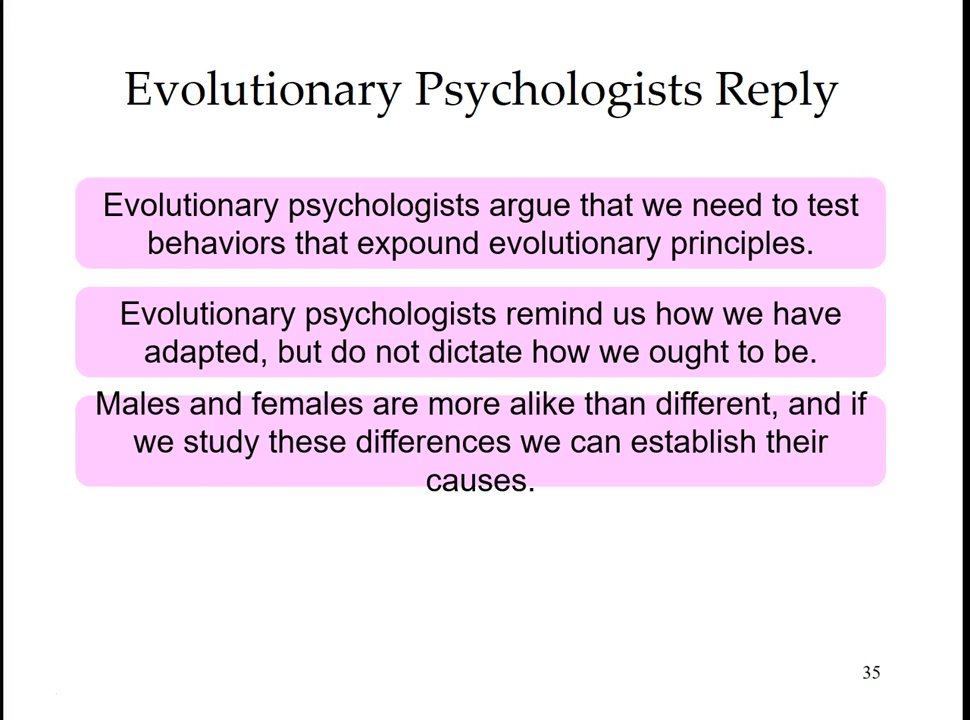 Evolutionary Psychologists Reply
Evolutionary psychologists argue that we need to test
behaviors that expound evolutionary principles.
Evolutionary psychologists remind us how we have
adapted, but do not dictate how we ought to be.
Males and females are more alike than different, and if
we study these differences we can establish their
causes.
35